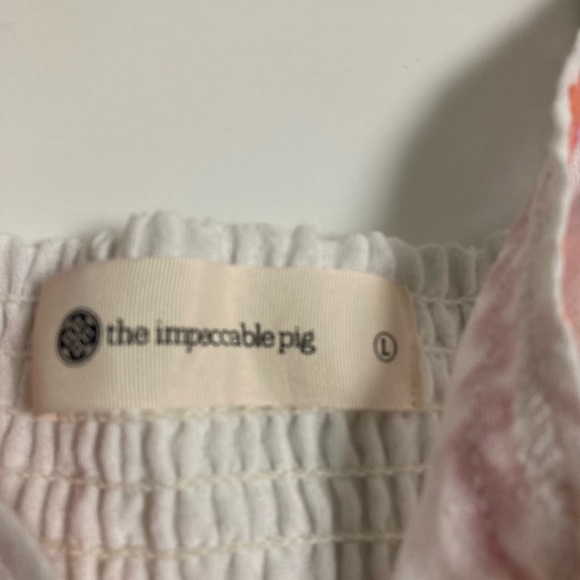 the impeccable pig L